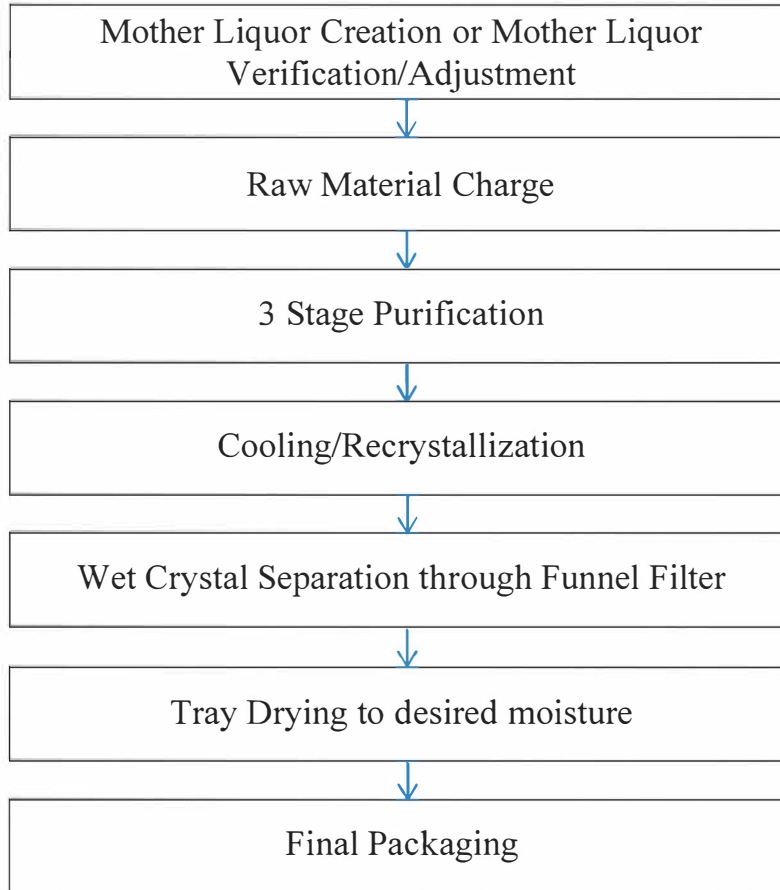 Mother Liquor Creation or Mother Liquor
Verification/Adjustment
Raw Material Charge
3 Stage Purification
Cooling/Recrystallization
Wet Crystal Separation through Funnel Filter
Tray Drying to desired moisture
Final Packaging